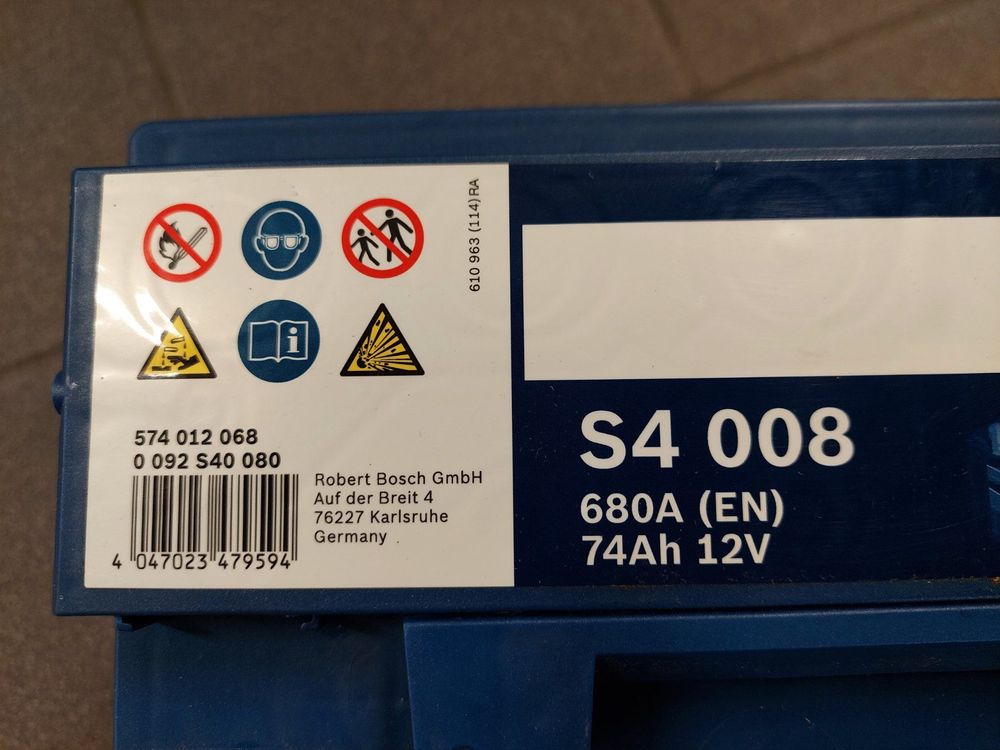 610 963 (114)RA
574 012 068
0 092 S40 080
4 047023 479594
Robert Bosch GmbH
Auf der Breit 4
76227 Karlsruhe
Germany
S4 008
680A (EN)
74Ah 12V